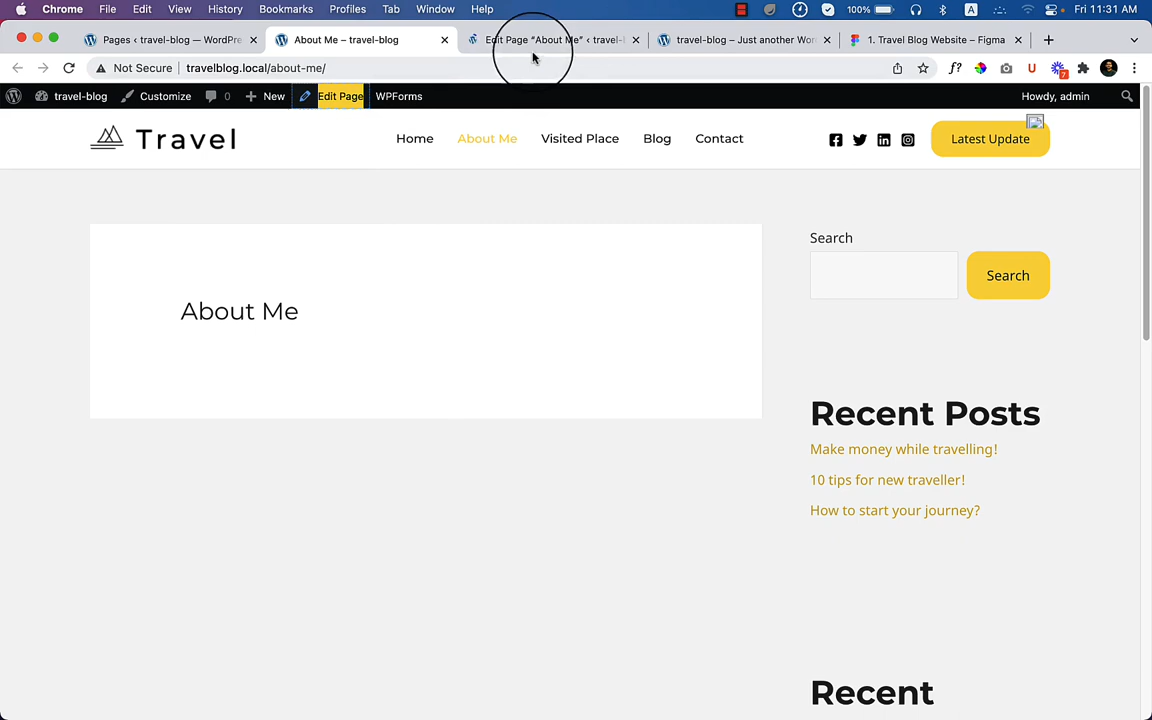 Chrome File Edit View History Bookmarks Profiles Tab Window Help 100% A Fri 11:31 AM
Pages ‹ travel-blog — WordPre About Me – travel-blog Edit Page “About Me” ‹ travel- travel-blog – Just another Wor 1. Travel Blog Website – Figma
Not Secure travelblog.local/about-me/ f? U 7
travel-blog Customize 0 New Edit Page WPForms Howdy, admin
Travel Home About Me Visited Place Blog Contact Latest Update
Search
Search
About Me
Recent Posts
Make money while travelling!
10 tips for new traveller!
How to start your journey?
Recent